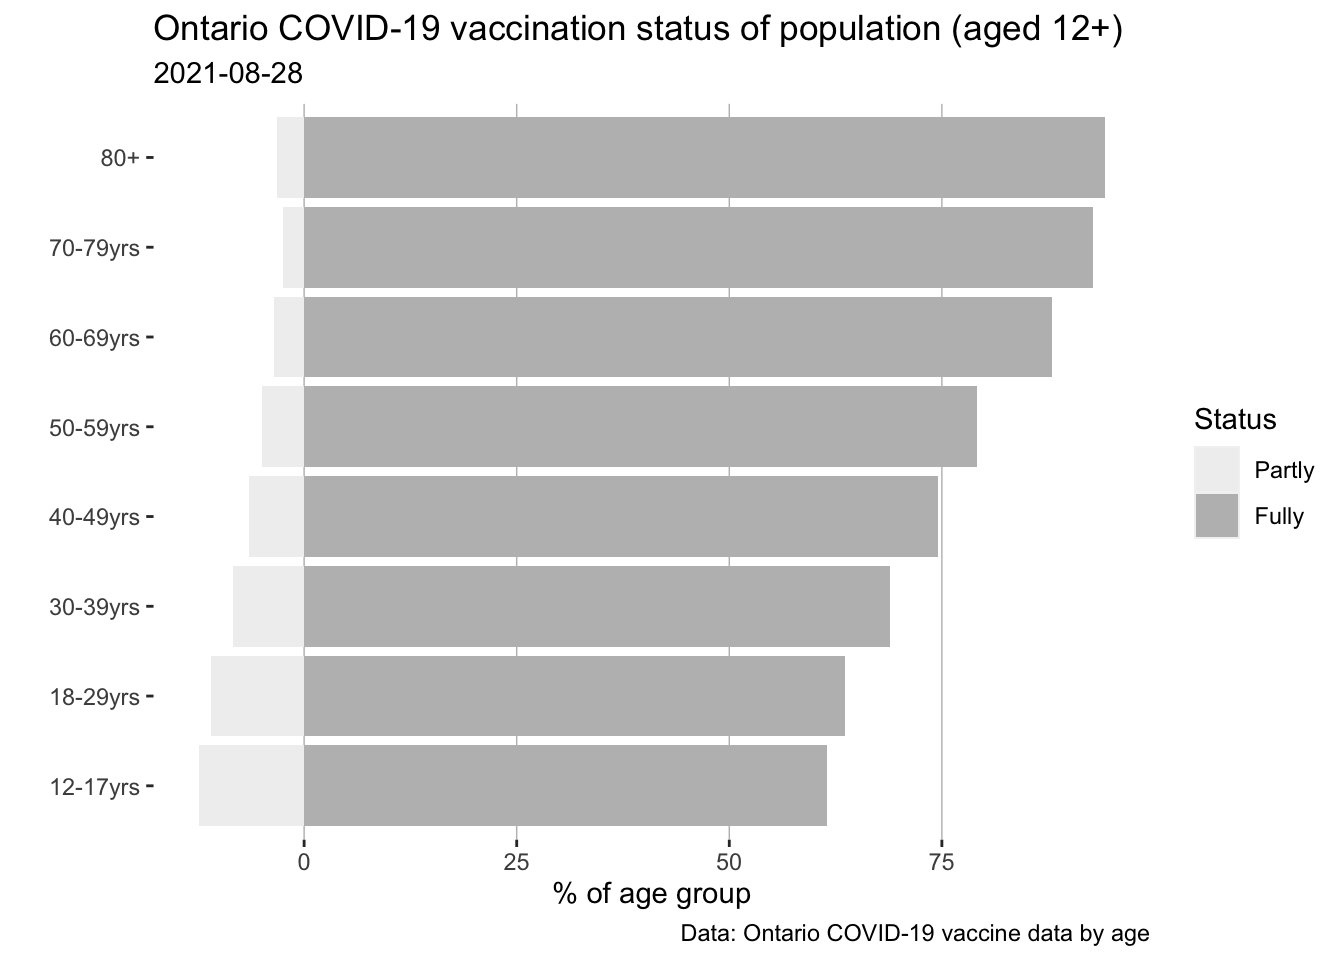 Ontario COVID-19 vaccination status of population (aged 12+)
2021-08-28
80+
70-79yrs
60-69yrs
50-59yrs
40-49yrs
30-39yrs
18-29yrs
12-17yrs
0 25 50 75
% of age group
Status
Partly
Fully
Data: Ontario COVID-19 vaccine data by age